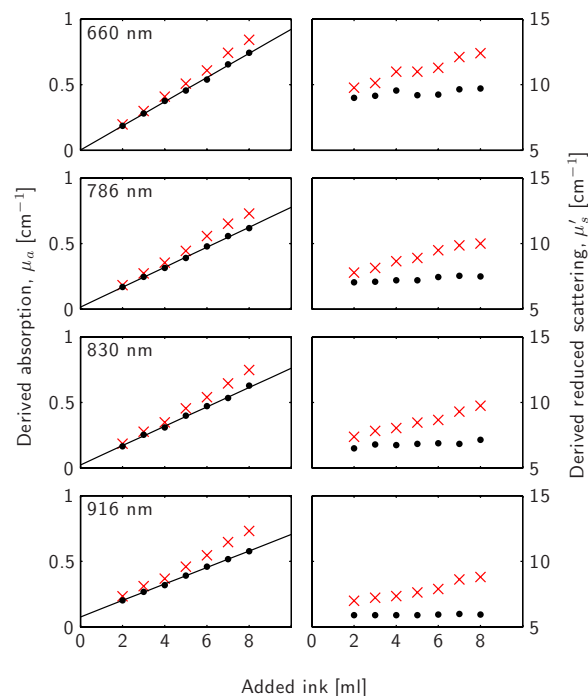 1
660 nm
0.5
0
15
10
5
1
786 nm
0.5
0
15
10
5
1
830 nm
0.5
0
15
10
5
1
916 nm
0.5
0
15
10
5
0 2 4 6 8
0 2 4 6 8 10
Added ink [ml]
Derived absorption, μₐ [cm⁻¹]
Derived reduced scattering, μ′ₛ [cm⁻¹]